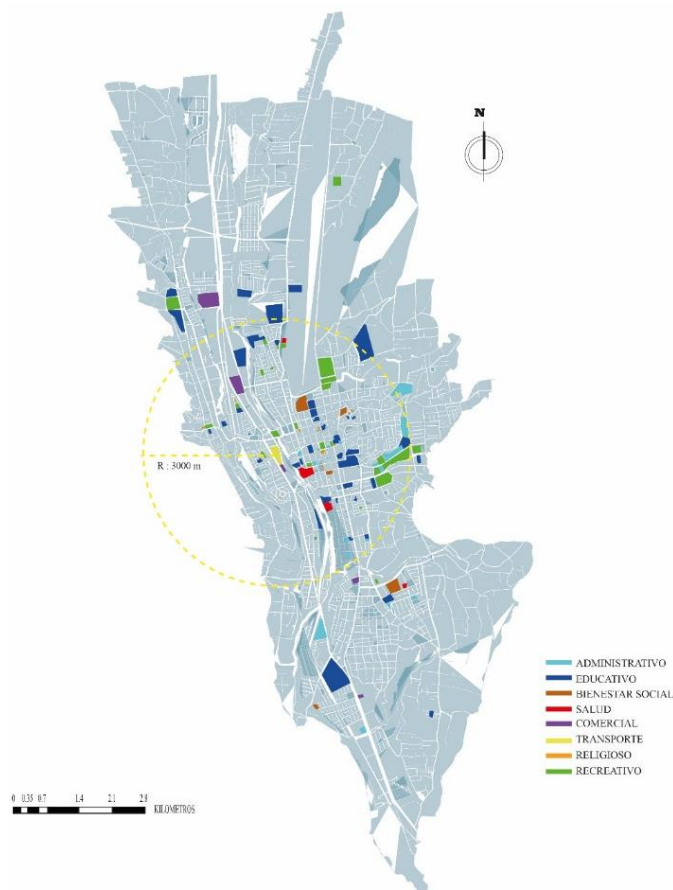 N
R : 3000 m
ADMINISTRATIVO
EDUCATIVO
BIENESTAR SOCIAL
SALUD
COMERCIAL
TRANSPORTE
RELIGIOSO
RECREATIVO
0 0.35 0.7 1.4 2.1 2.8
KILOMETROS